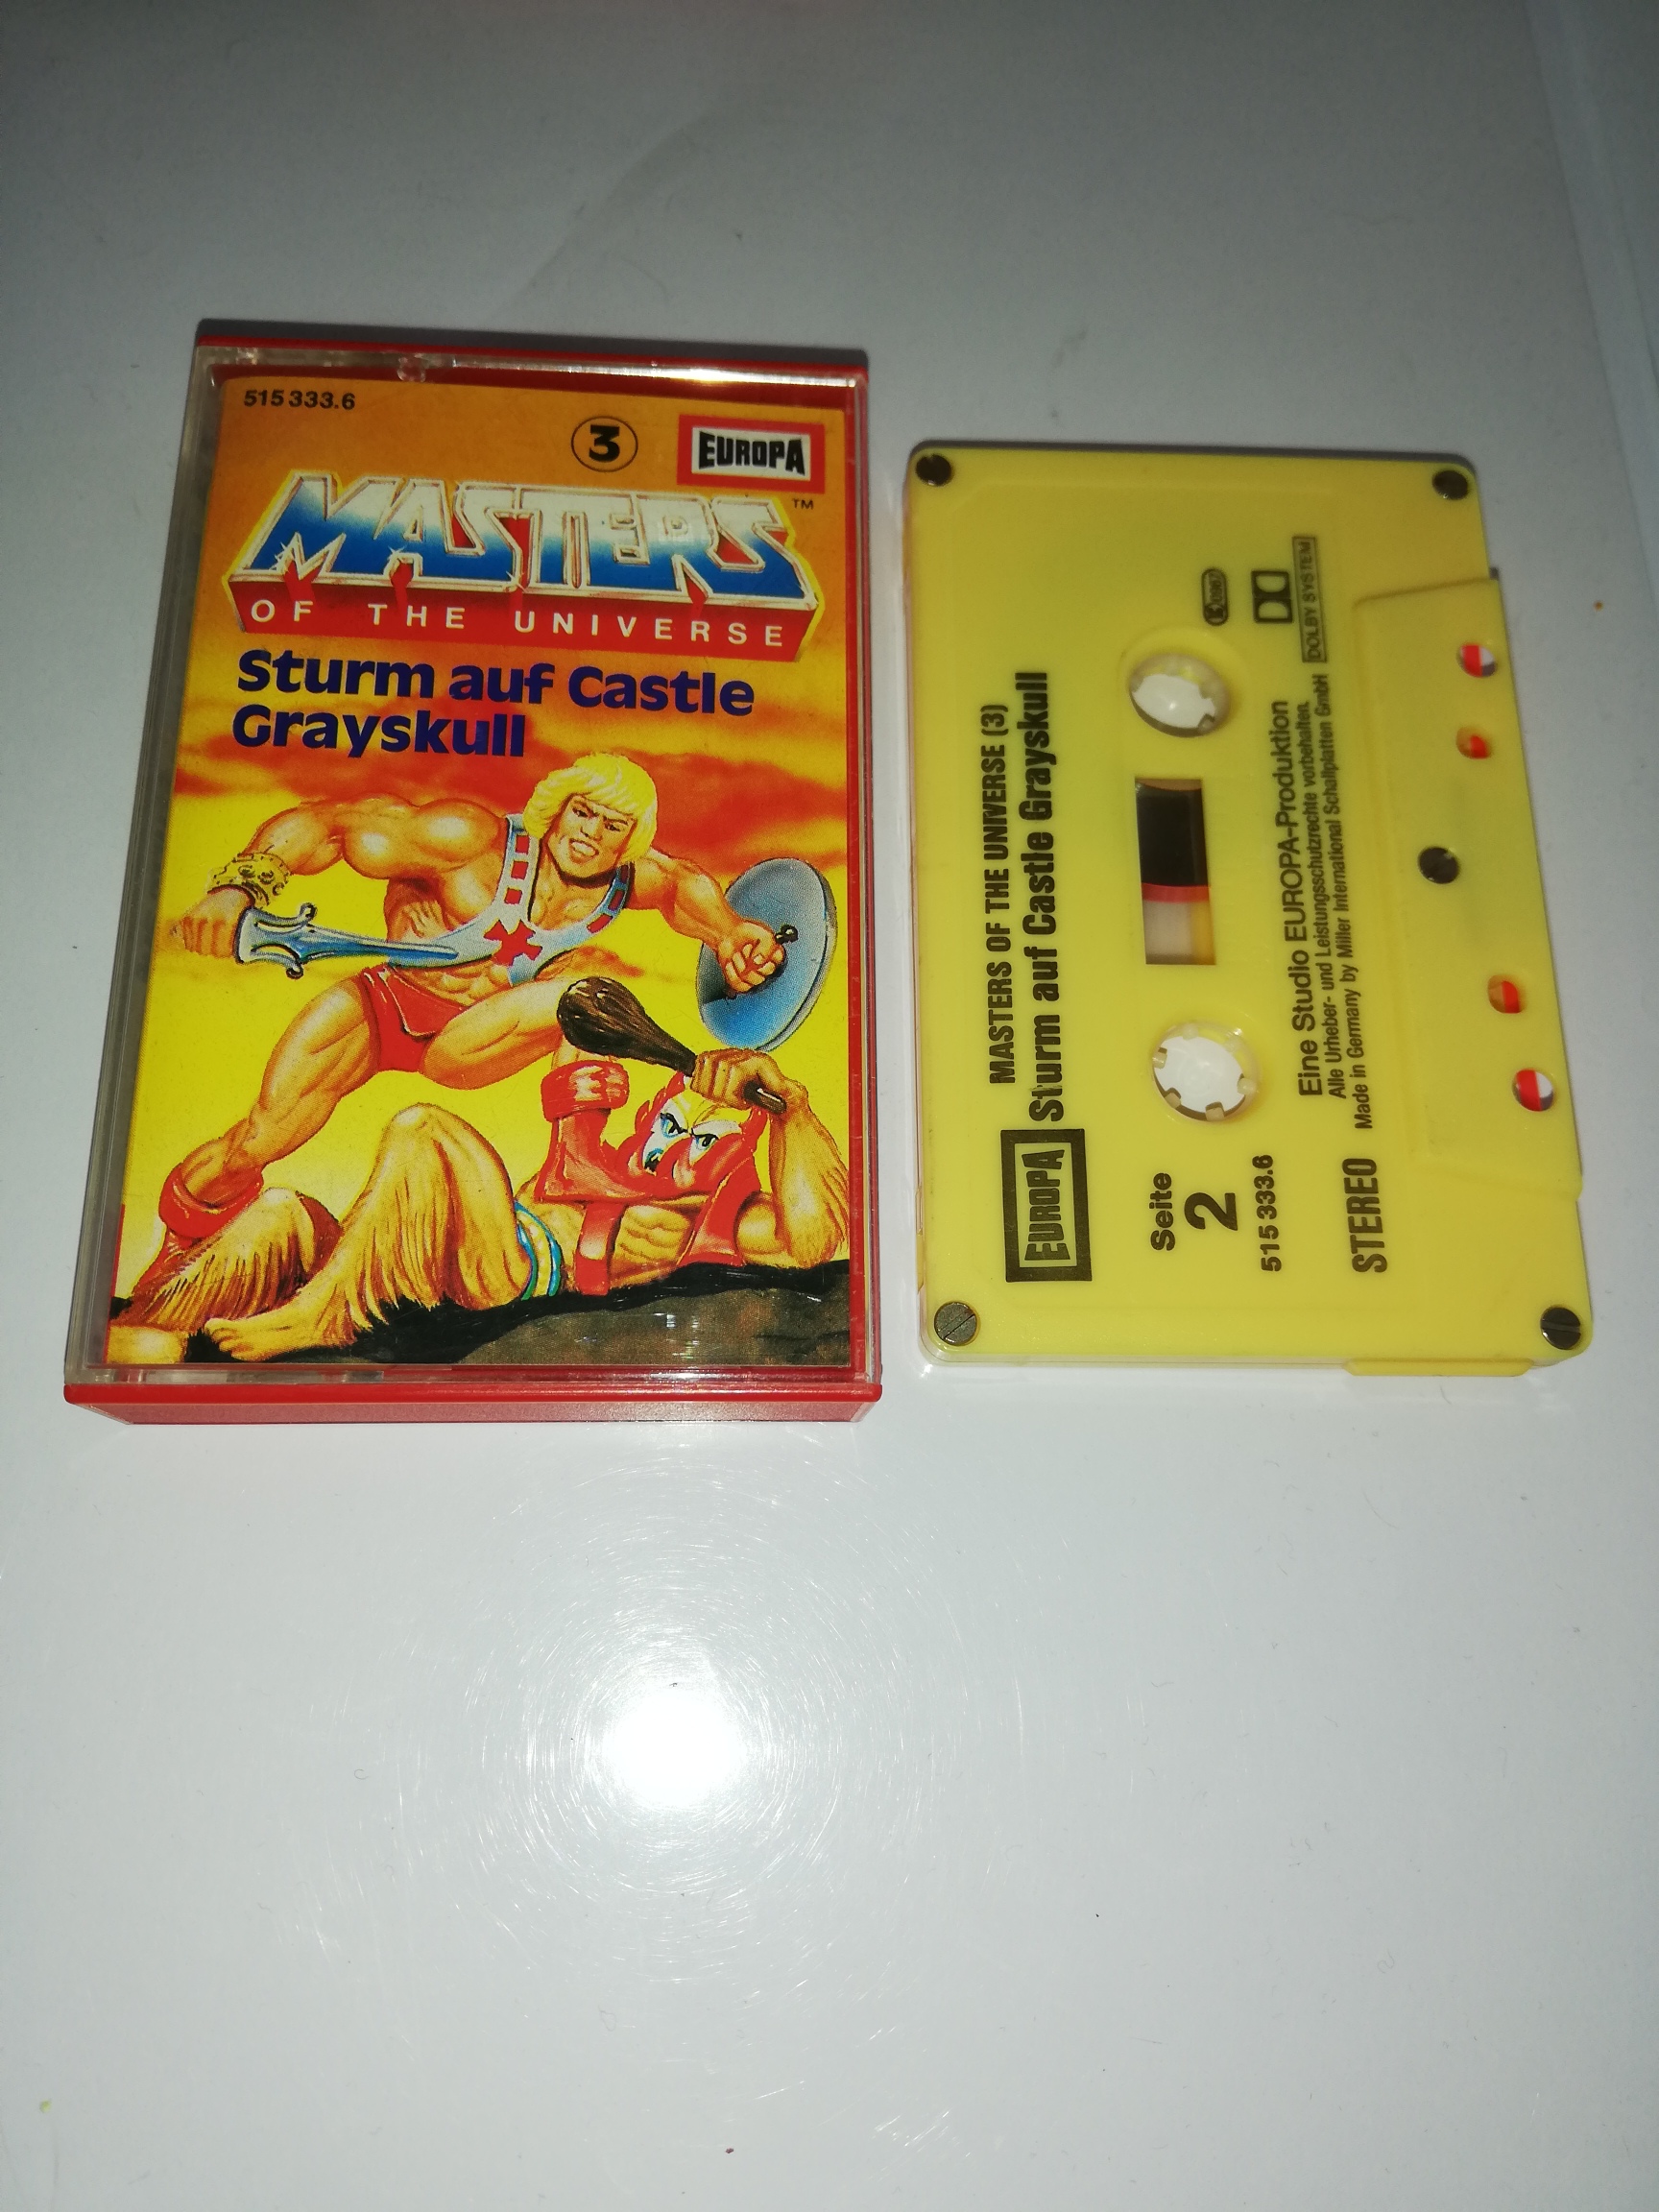 515 333.6
3
EUROPA
MASTERS™
OF THE UNIVERSE
Sturm auf Castle
Grayskull
MASTERS OF THE UNIVERSE (3)
EUROPA Sturm auf Castle Grayskull
Seite
2
515 333.6
STEREO
Eine Studio EUROPA-Produktion
Alle Urheber- und Leistungsschutzrechte vorbehalten.
Made in Germany by Miller International Schallplatten GmbH
DOLBY SYSTEM